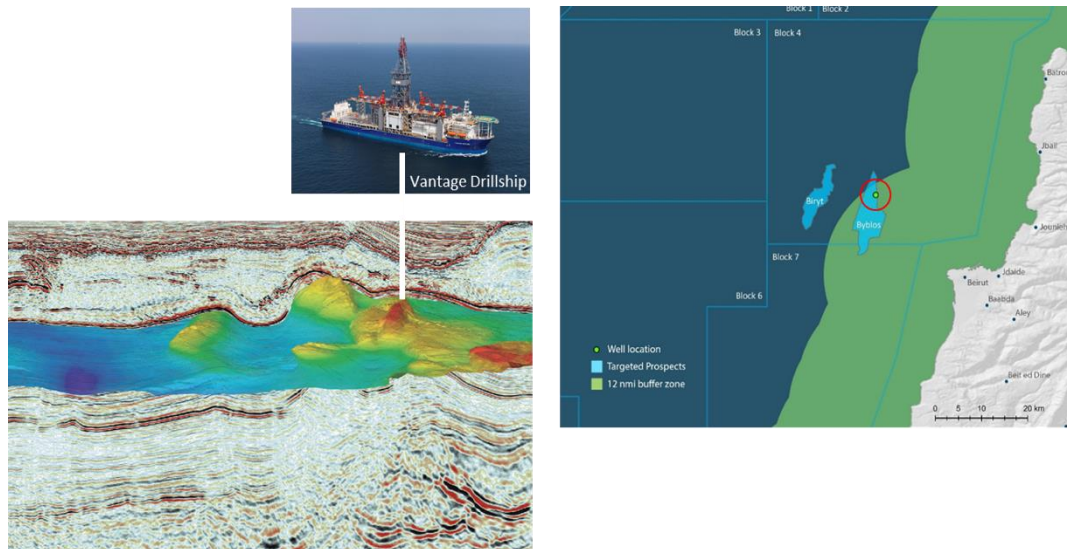 Vantage Drillship
Block 1
Block 2
Block 3
Block 4
Batroun
Jbail
Biryt
Byblos
Jounieh
Block 7
Jdaide
Beirut
Block 6
Baabda
Aley
Well location
Targeted Prospects
12 nmi buffer zone
Beit ed Dine
0 5 10 20 km